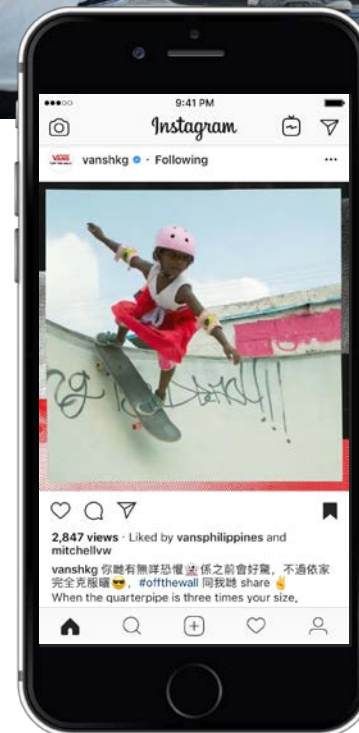 9:41 PM
Instagram
VANS
vanshkg · Following
2,847 views · Liked by vansphilippines and
mitchellvw
vanshkg 你哋有無咩恐懼👻係之前會好驚，不過依家
完全克服曬😎，#offthewall 同我哋 share ✌️
When the quarterpipe is three times your size,